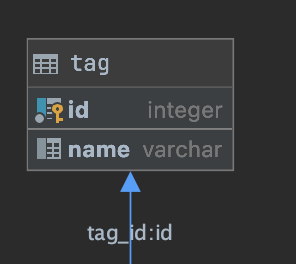 tag
id integer
name varchar
tag_id:id